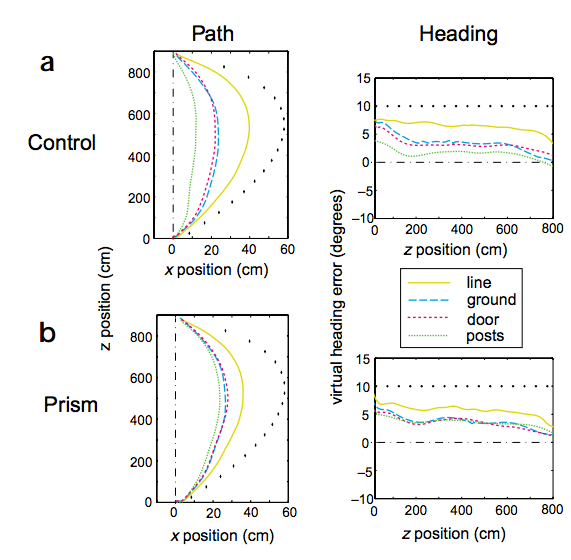 Path
Heading
a
Control
800
600
400
200
0
0 20 40 60
x position (cm)
15
10
5
0
−5
−10
0 200 400 600 800
z position (cm)
z position (cm)
virtual heading error (degrees)
line
ground
door
posts
b
Prism
800
600
400
200
0
0 20 40 60
x position (cm)
15
10
5
0
−5
−10
0 200 400 600 800
z position (cm)